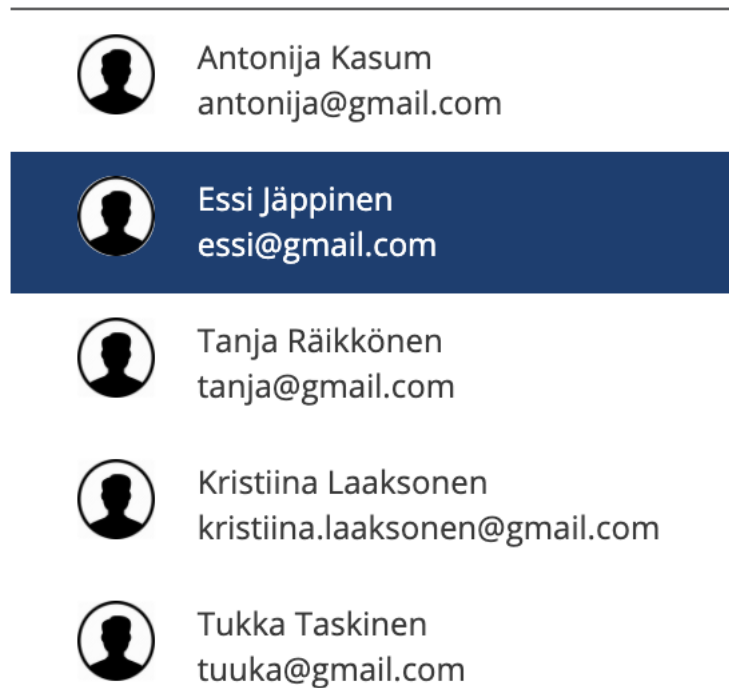 Antonija Kasum
antonija@gmail.com
Essi Jäppinen
essi@gmail.com
Tanja Räikkönen
tanja@gmail.com
Kristiina Laaksonen
kristiina.laaksonen@gmail.com
Tukka Taskinen
tuuka@gmail.com